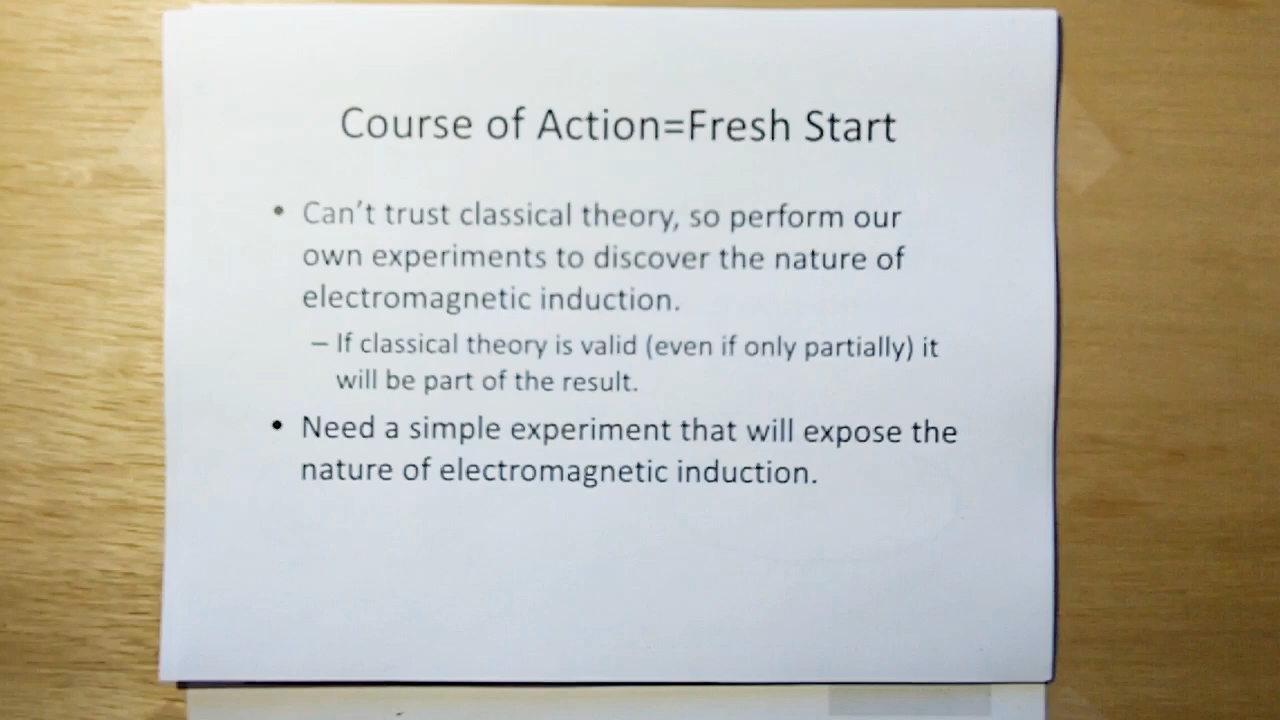 Course of Action=Fresh Start
• Can't trust classical theory, so perform our
own experiments to discover the nature of
electromagnetic induction.
– If classical theory is valid (even if only partially) it
will be part of the result.
• Need a simple experiment that will expose the
nature of electromagnetic induction.